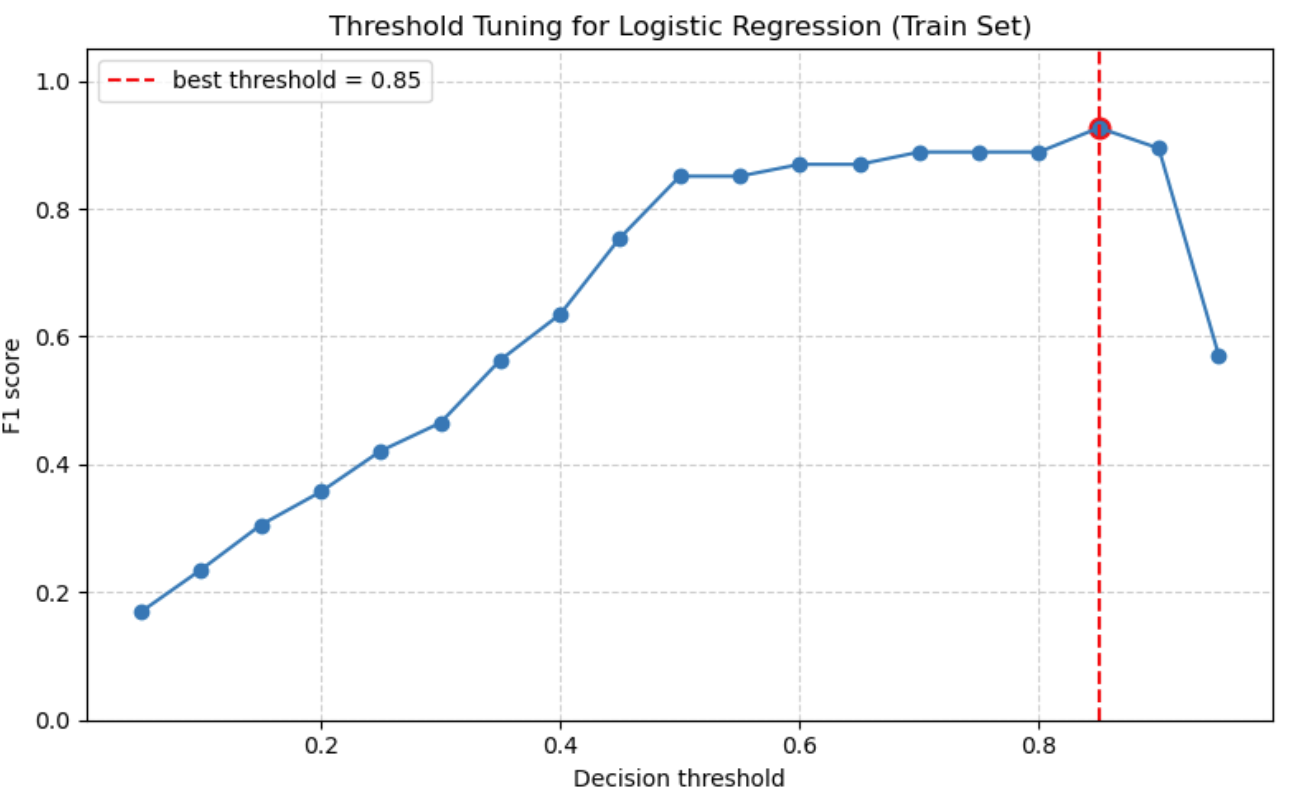 Threshold Tuning for Logistic Regression (Train Set)
best threshold = 0.85
1.0
0.8
0.6
0.4
0.2
0.0
F1 score
0.2 0.4 0.6 0.8
Decision threshold